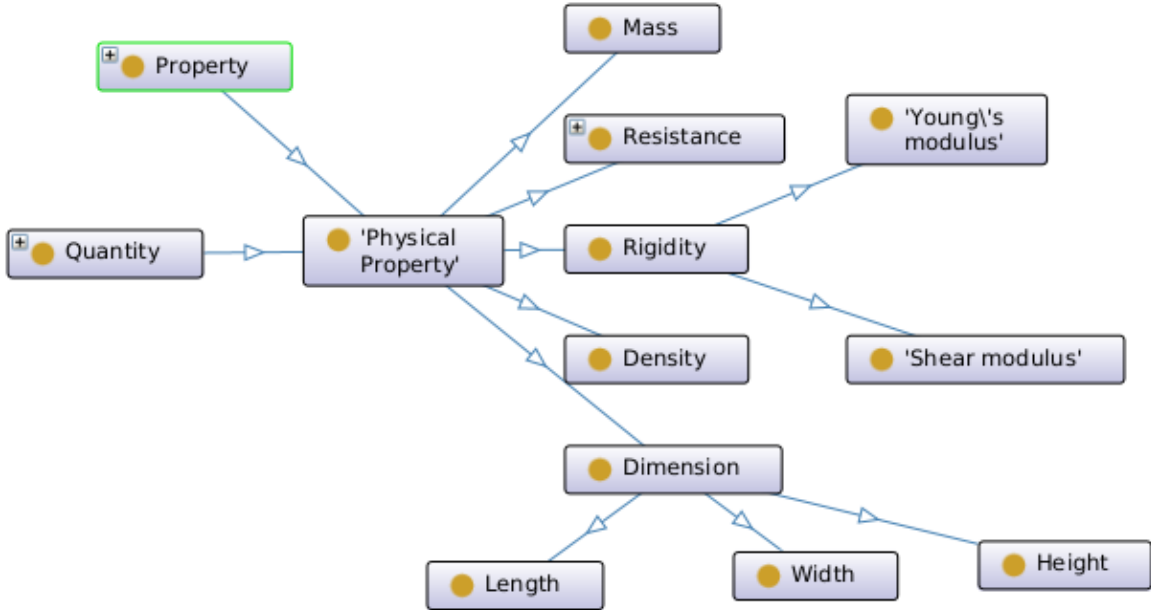 Mass
Property
'Young\'s
modulus'
Resistance
Quantity
'Physical
Property'
Rigidity
Density
'Shear modulus'
Dimension
Length
Width
Height